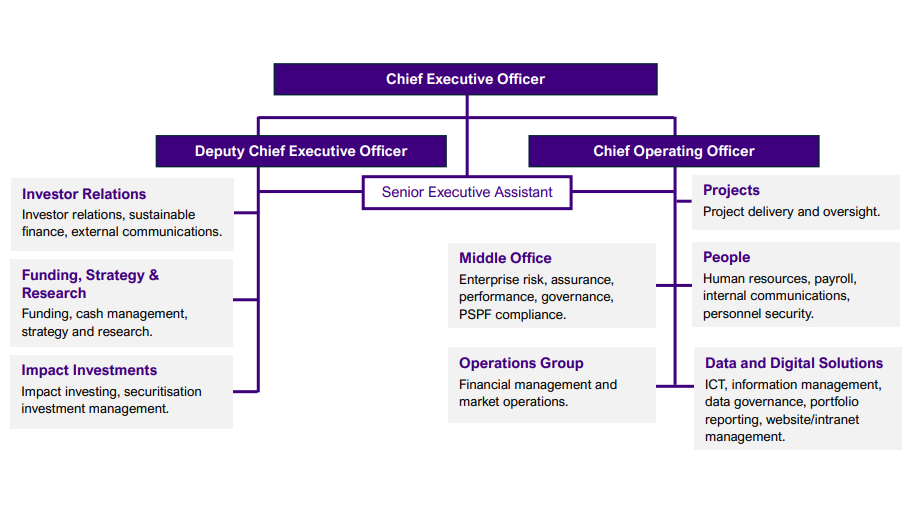 Chief Executive Officer
Deputy Chief Executive Officer
Chief Operating Officer
Senior Executive Assistant
Investor Relations
Investor relations, sustainable
finance, external communications.
Funding, Strategy &
Research
Funding, cash management,
strategy and research.
Impact Investments
Impact investing, securitisation
investment management.
Middle Office
Enterprise risk, assurance,
performance, governance,
PSPF compliance.
Operations Group
Financial management and
market operations.
Projects
Project delivery and oversight.
People
Human resources, payroll,
internal communications,
personnel security.
Data and Digital Solutions
ICT, information management,
data governance, portfolio
reporting, website/intranet
management.